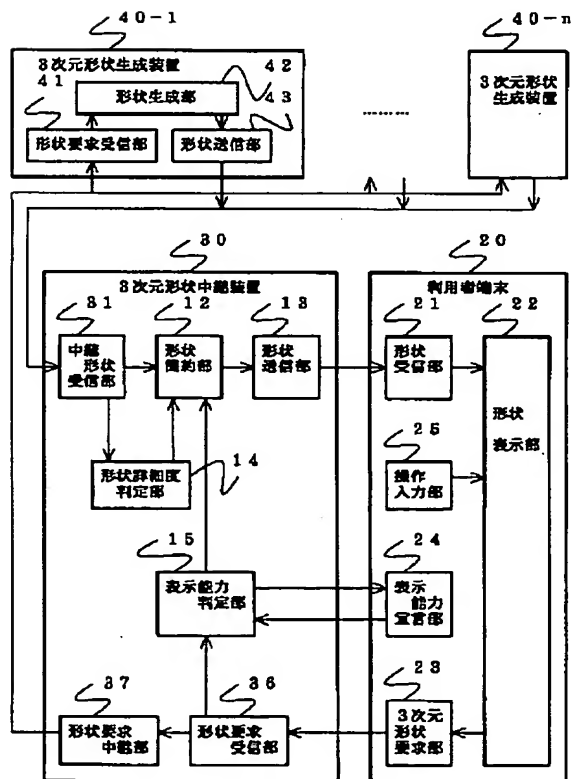 40-1
40-n
3次元形状生成装置
41
42
形状生成部
43
形状要求受信部
形状送信部
………
3次元形状
生成装置
30
20
3次元形状中継装置
利用者端末
31
12
13
21
22
中継
形状
受信部
形状
簡約部
形状
送信部
形状
受信部
形状
表示部
形状詳細度
判定部
14
25
操作
入力部
15
表示能力
判定部
24
表示
能力
宣言部
37
36
23
形状要求
中継部
形状要求
受信部
3次元
形状
要求部